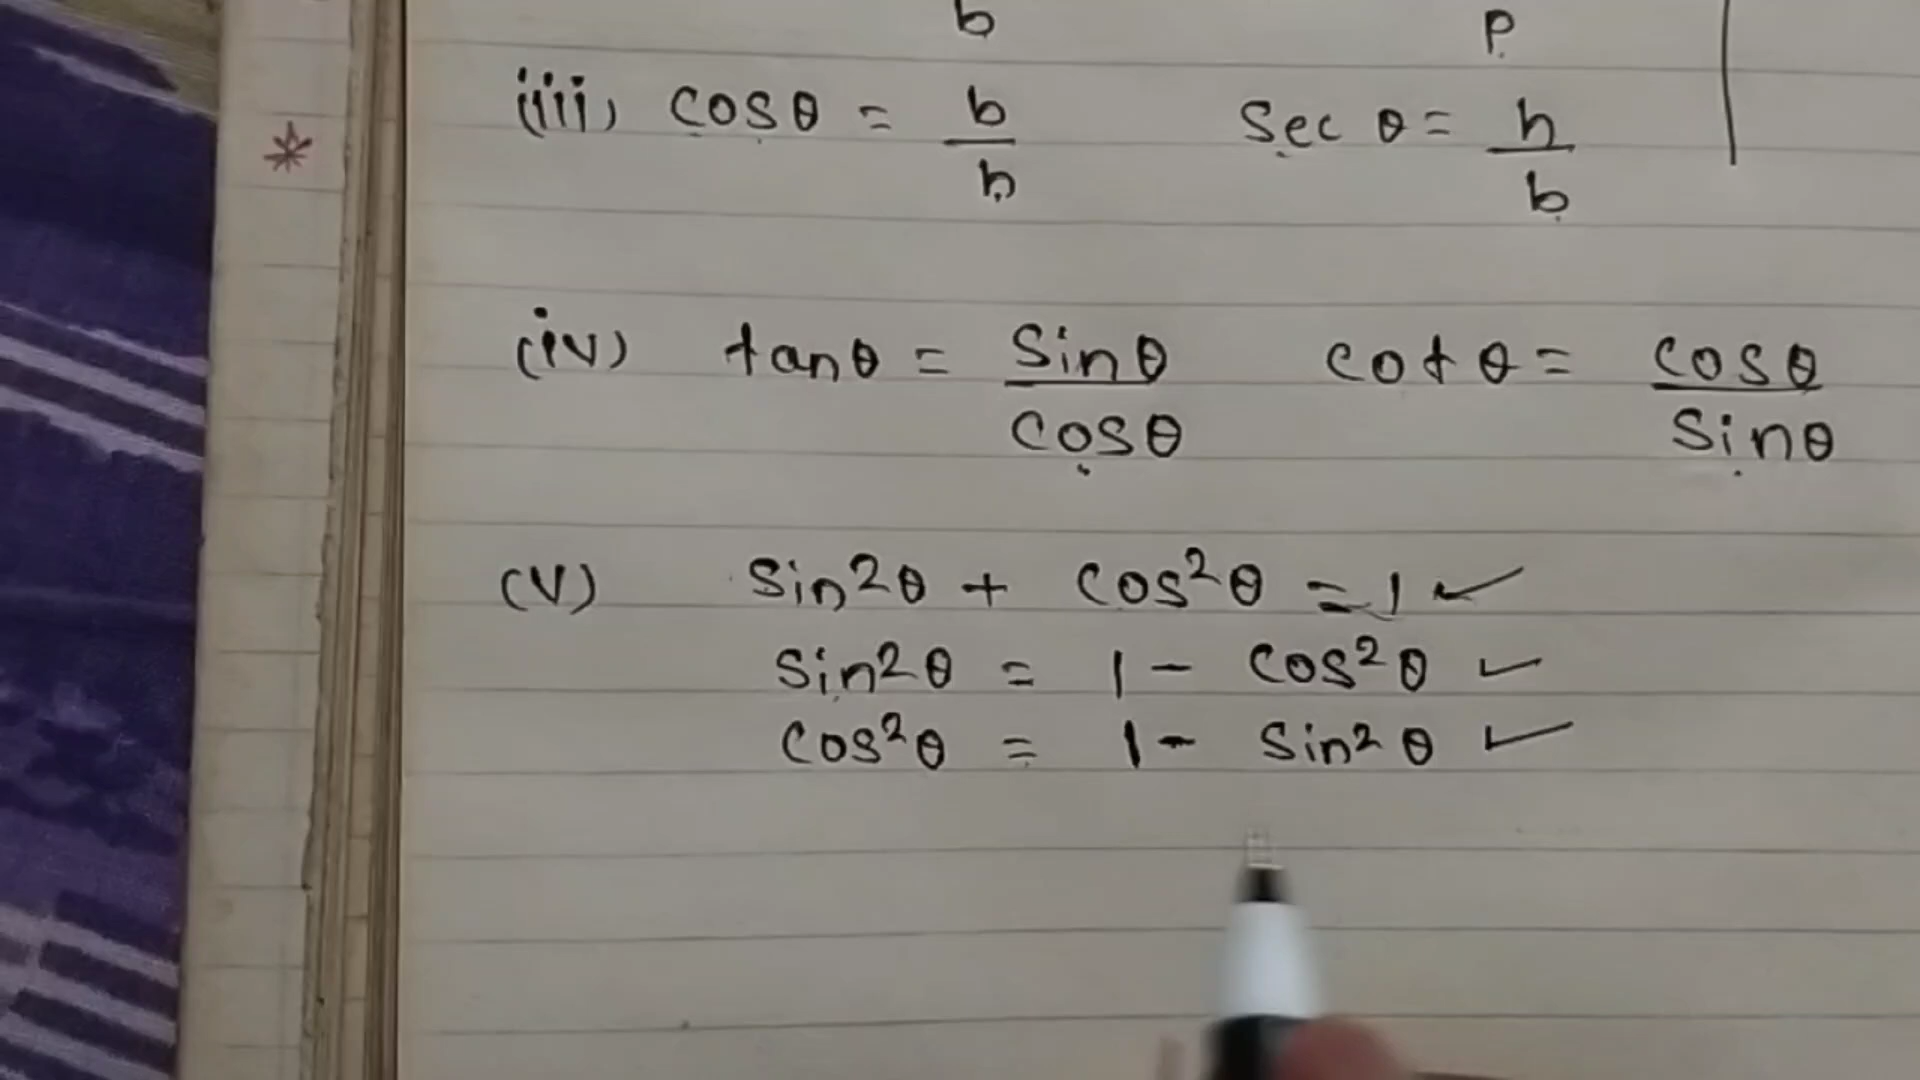 b P
(iii) cosθ = b/h secθ = h/b
*
(iv) tanθ = sinθ/cosθ cotθ = cosθ/sinθ
(v) sin²θ + cos²θ = 1 ✓
sin²θ = 1 - cos²θ ✓
cos²θ = 1 - sin²θ ✓